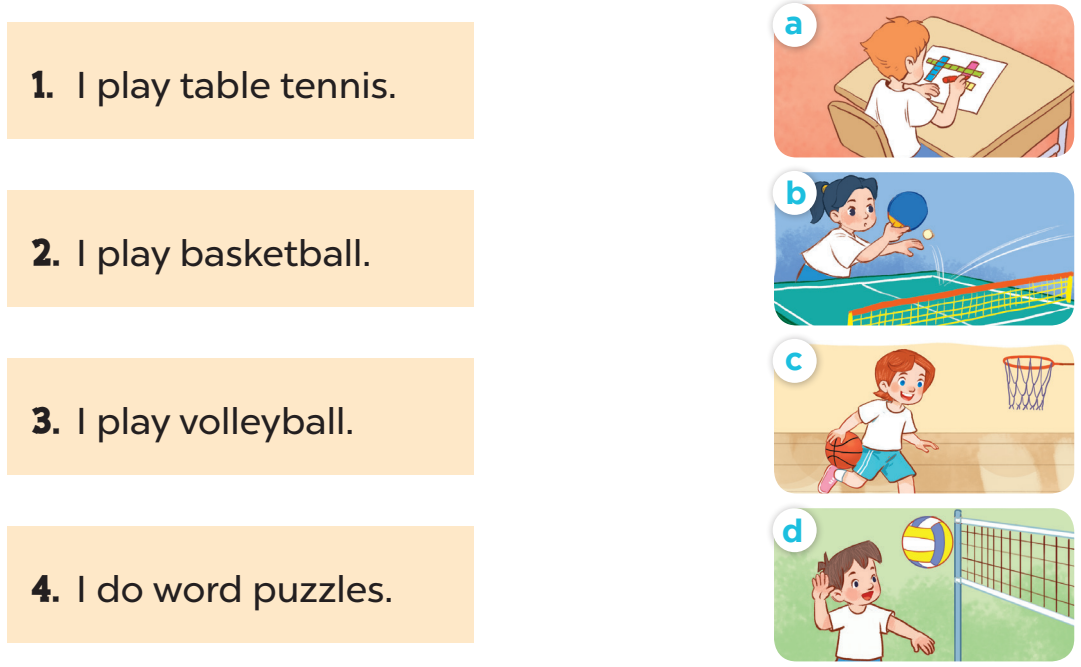 1. I play table tennis.
a
2. I play basketball.
b
3. I play volleyball.
c
4. I do word puzzles.
d